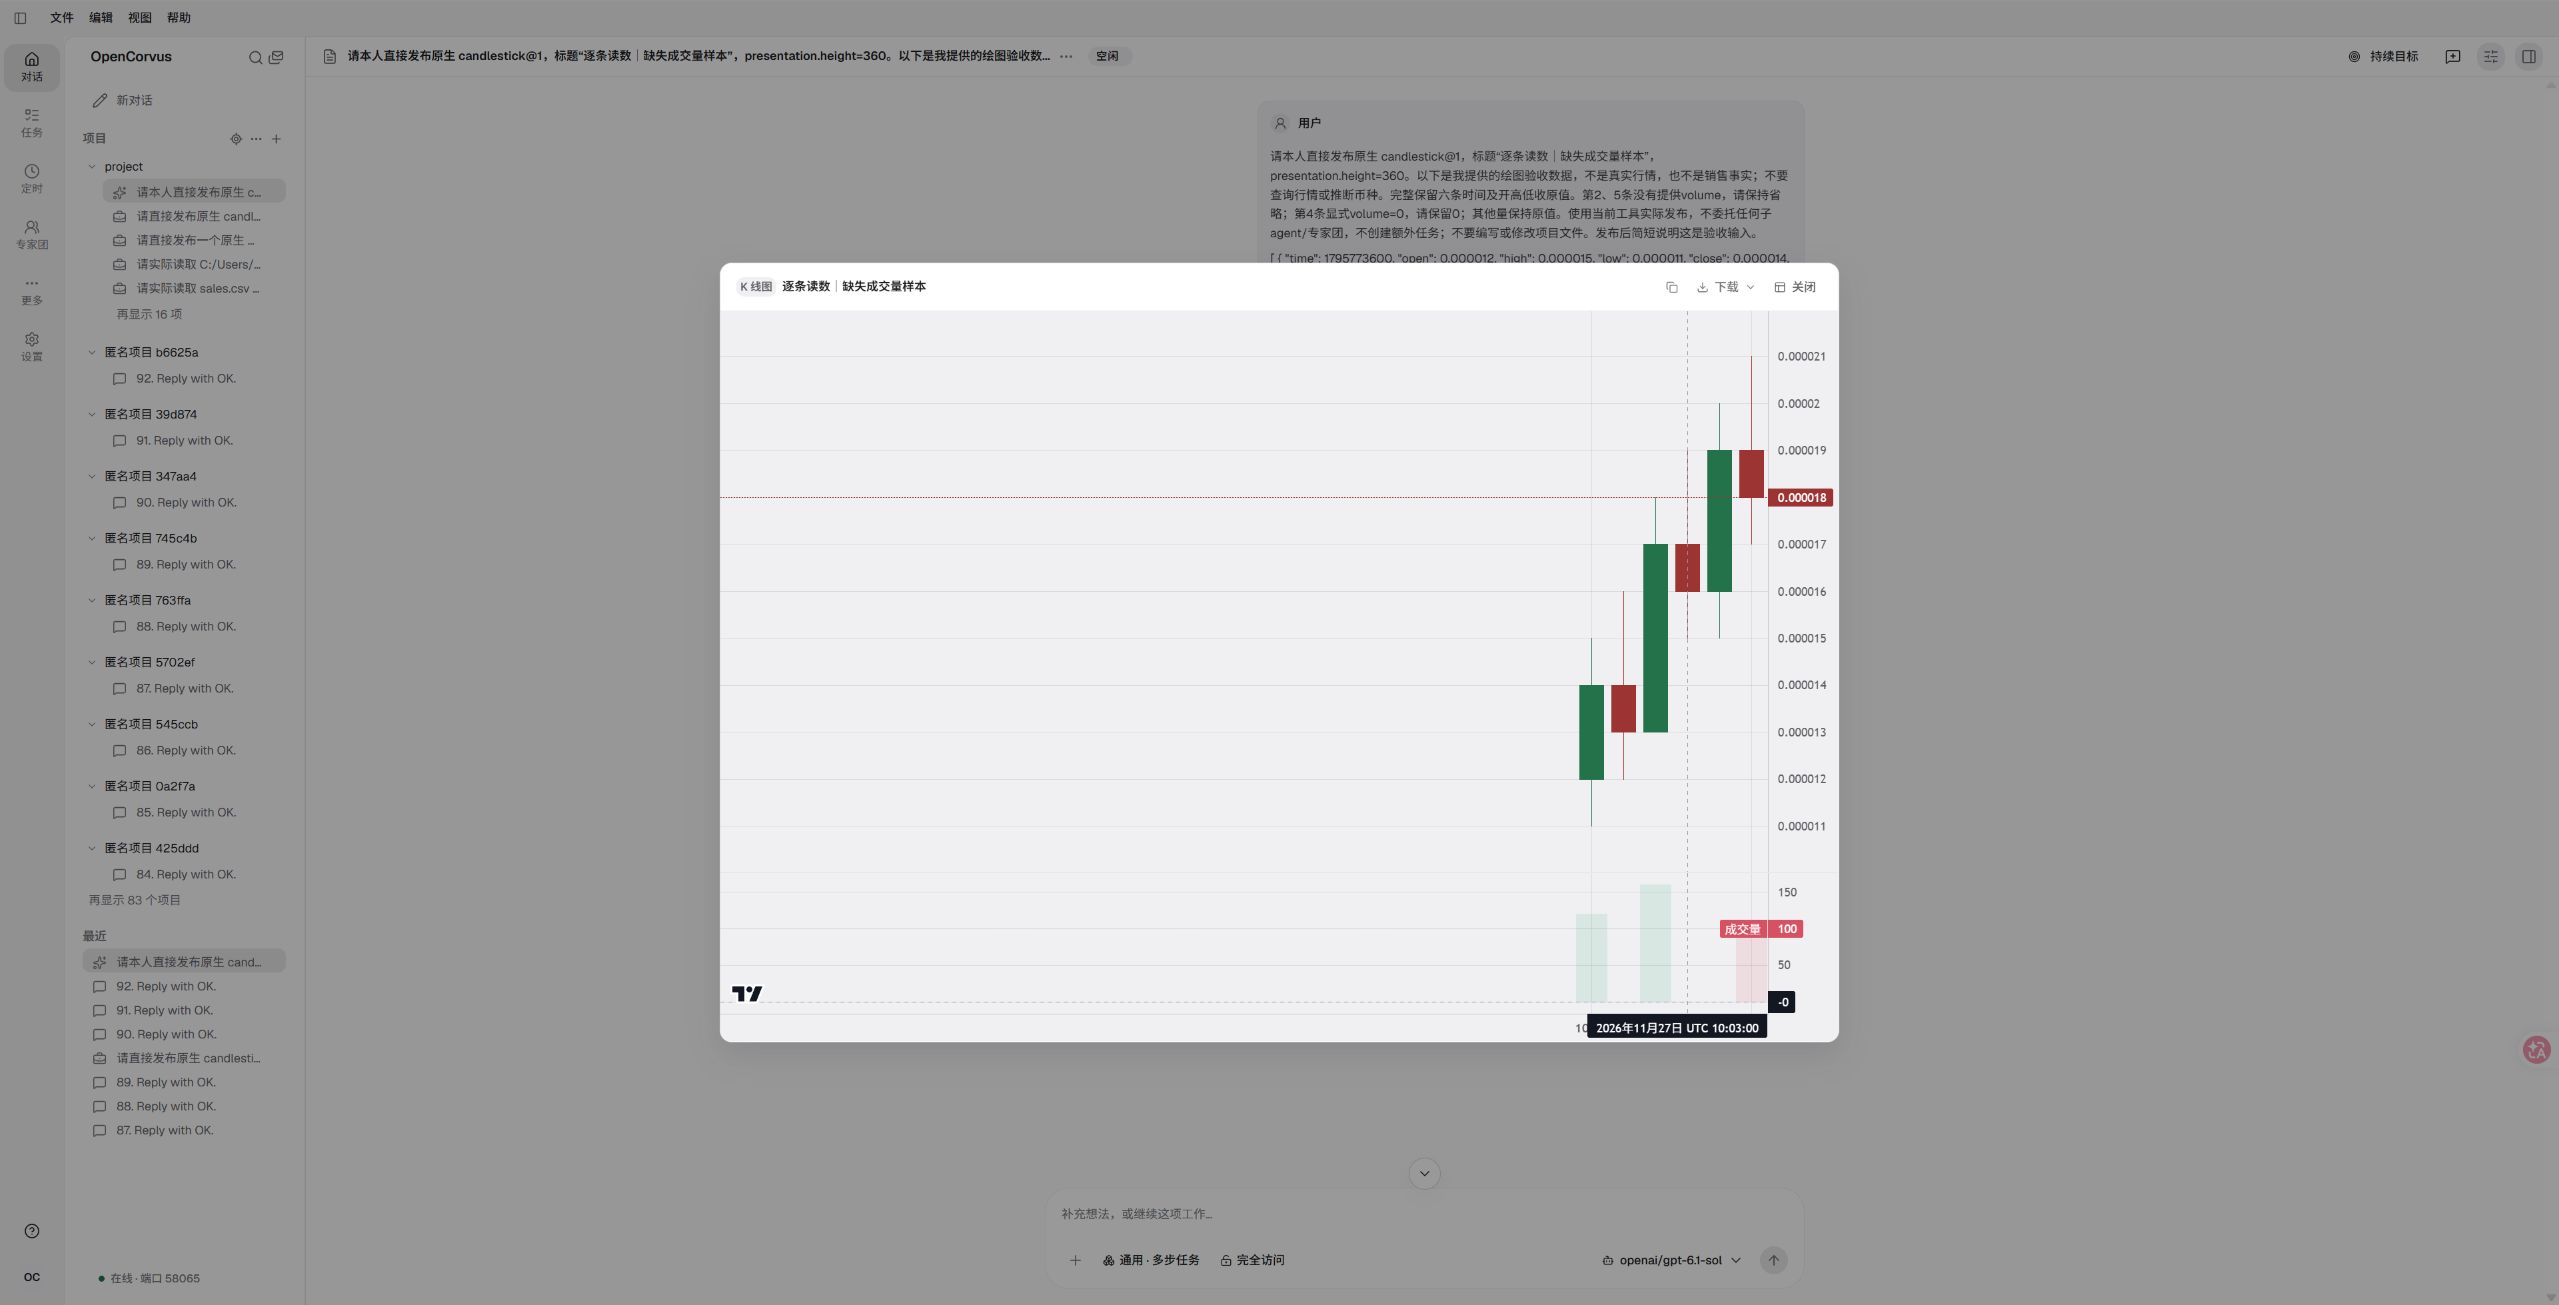 文件 编辑 视图 帮助
对话
任务
定时
专家团
更多
设置
OC
OpenCorvus
新对话
项目
project
请本人直接发布原生 c...
请直接发布原生 candl...
请直接发布一个原生 ...
请实际读取 C:/Users/...
请实际读取 sales.csv ...
再显示 16 项
匿名项目 b6625a
92. Reply with OK.
匿名项目 39d874
91. Reply with OK.
匿名项目 347aa4
90. Reply with OK.
匿名项目 745c4b
89. Reply with OK.
匿名项目 763ffa
88. Reply with OK.
匿名项目 5702ef
87. Reply with OK.
匿名项目 545ccb
86. Reply with OK.
匿名项目 0a2f7a
85. Reply with OK.
匿名项目 425ddd
84. Reply with OK.
再显示 83 个项目
最近
请本人直接发布原生 cand...
92. Reply with OK.
91. Reply with OK.
90. Reply with OK.
请直接发布原生 candlesti...
89. Reply with OK.
88. Reply with OK.
87. Reply with OK.
在线 · 端口 58065
请本人直接发布原生 candlestick@1，标题“逐条读数｜缺失成交量样本”，presentation.height=360。以下是我提供的绘图验收数... ··· 空闲
持续目标
用户
请本人直接发布原生 candlestick@1，标题“逐条读数｜缺失成交量样本”，
presentation.height=360。以下是我提供的绘图验收数据，不是真实行情，也不是销售事实；不要
查询行情或推断币种。完整保留六条时间及开高低收原值。第2、5条没有提供volume，请保持省
略；第4条显式volume=0，请保留0；其他量保持原值。使用当前工具实际发布，不委托任何子
agent/专家团，不创建额外任务；不要编写或修改项目文件。发布后简短说明这是验收输入。
[ { "time": 1795773600, "open": 0.000012, "high": 0.000015, "low": 0.000011, "close": 0.000014,
K 线图 逐条读数｜缺失成交量样本
下载
关闭
0.000021
0.00002
0.000019
0.000018
0.000017
0.000016
0.000015
0.000014
0.000013
0.000012
0.000011
150
成交量 100
50
-0
10
2026年11月27日 UTC 10:03:00
补充想法，或继续这项工作...
通用 · 多步任务
完全访问
openai/gpt-6.1-sol